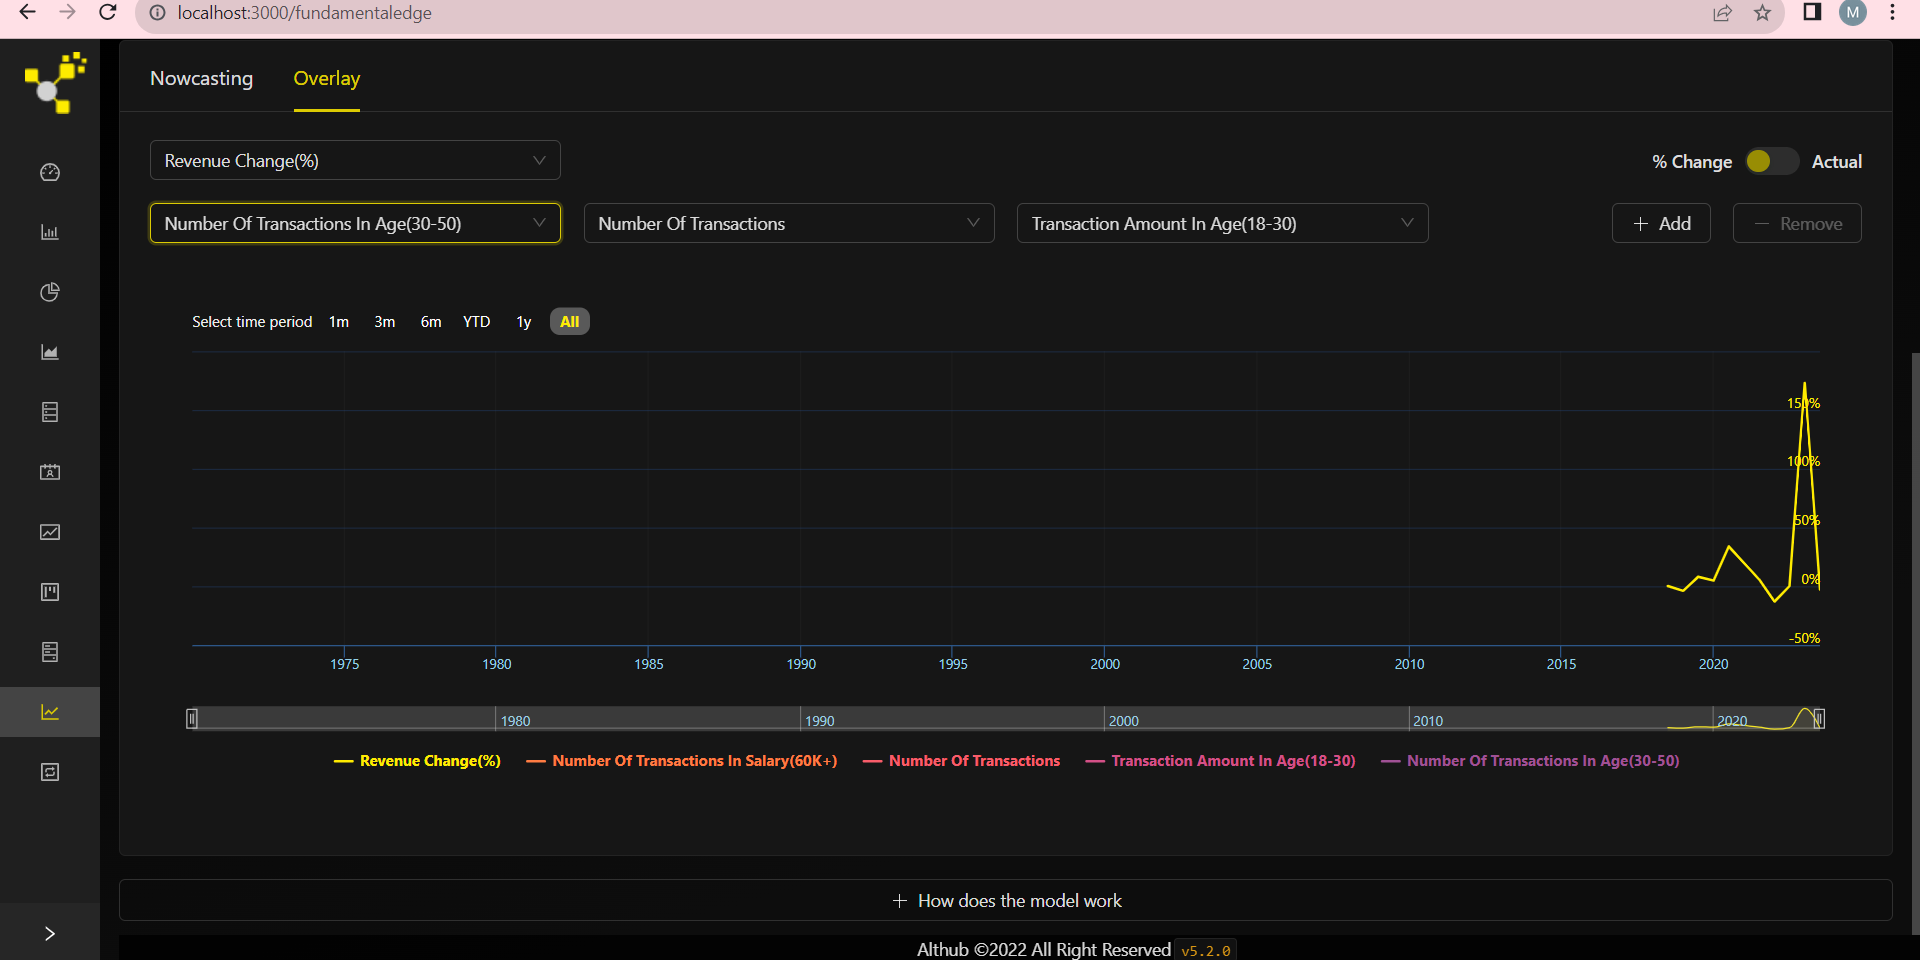 localhost:3000/fundamentaledge
M
Nowcasting Overlay
Revenue Change(%)
% Change Actual
Number Of Transactions In Age(30-50) Number Of Transactions Transaction Amount In Age(18-30) + Add — Remove
Select time period 1m 3m 6m YTD 1y All
150%
100%
50%
0%
-50%
1975 1980 1985 1990 1995 2000 2005 2010 2015 2020
1980 1990 2000 2010 2020
Revenue Change(%) Number Of Transactions In Salary(60K+) Number Of Transactions Transaction Amount In Age(18-30) Number Of Transactions In Age(30-50)
+ How does the model work
Althub ©2022 All Right Reserved v5.2.0